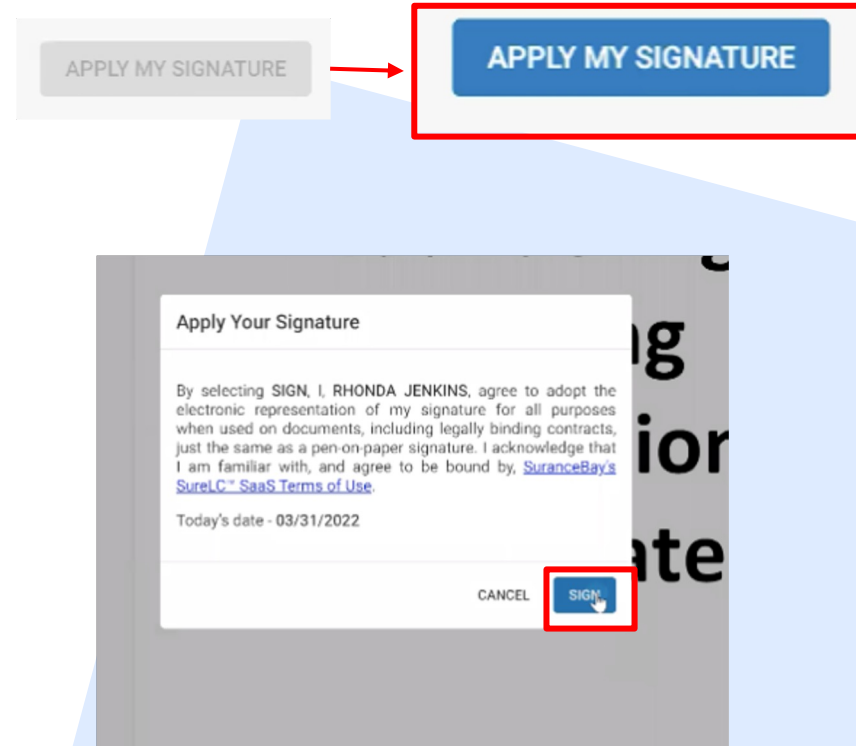 APPLY MY SIGNATURE
APPLY MY SIGNATURE
Apply Your Signature
By selecting SIGN, I, RHONDA JENKINS, agree to adopt the
electronic representation of my signature for all purposes
when used on documents, including legally binding contracts,
just the same as a pen-on-paper signature. I acknowledge that
I am familiar with, and agree to be bound by, SuranceBay's
SureLC™ SaaS Terms of Use.
Today's date - 03/31/2022
CANCEL
SIGN